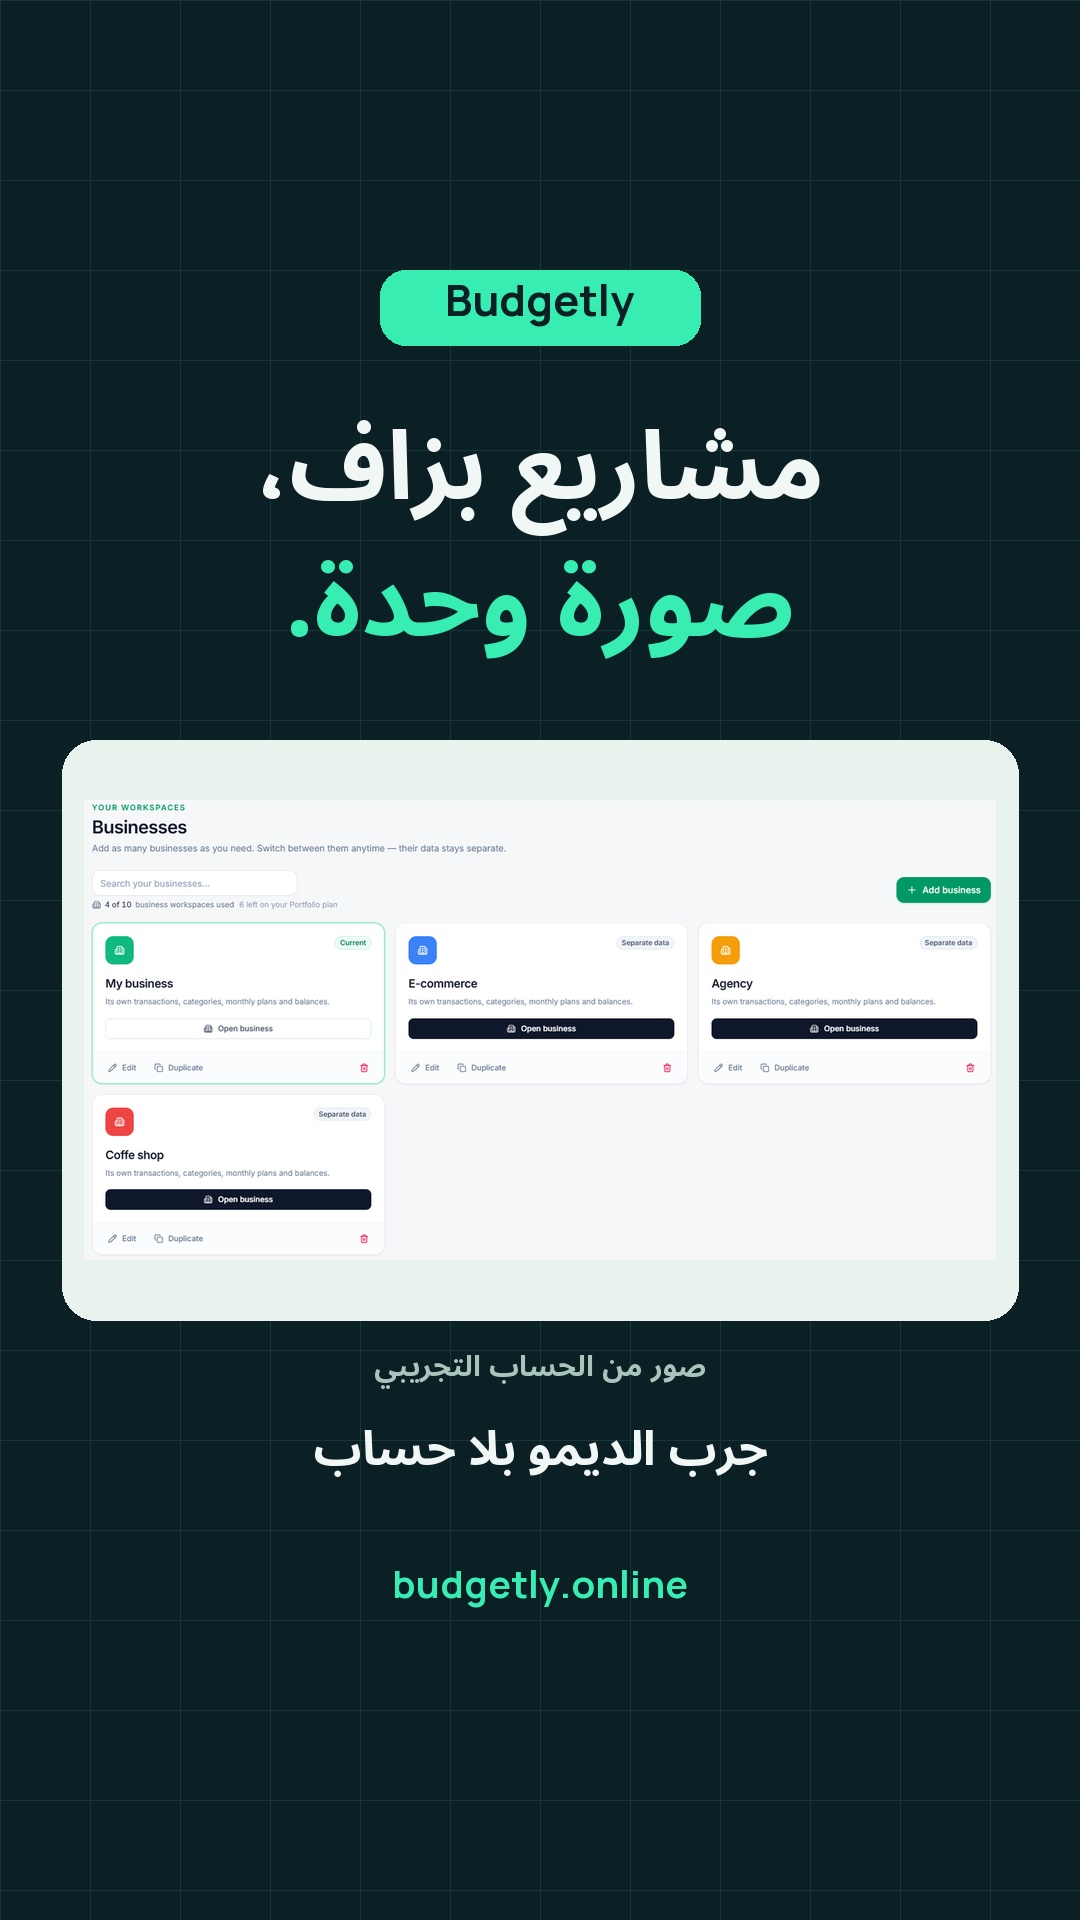 Budgetly
مشاريع بزاف،
صورة وحدة.
YOUR WORKSPACES
Businesses
Add as many businesses as you need. Switch between them anytime — their data stays separate.
Search your businesses...
4 of 10 business workspaces used 6 left on your Portfolio plan
+ Add business
Current
My business
Its own transactions, categories, monthly plans and balances.
Open business
Edit Duplicate
Separate data
E-commerce
Its own transactions, categories, monthly plans and balances.
Open business
Edit Duplicate
Separate data
Agency
Its own transactions, categories, monthly plans and balances.
Open business
Edit Duplicate
Separate data
Coffe shop
Its own transactions, categories, monthly plans and balances.
Open business
Edit Duplicate
صور من الحساب التجريبي
جرب الديمو بلا حساب
budgetly.online